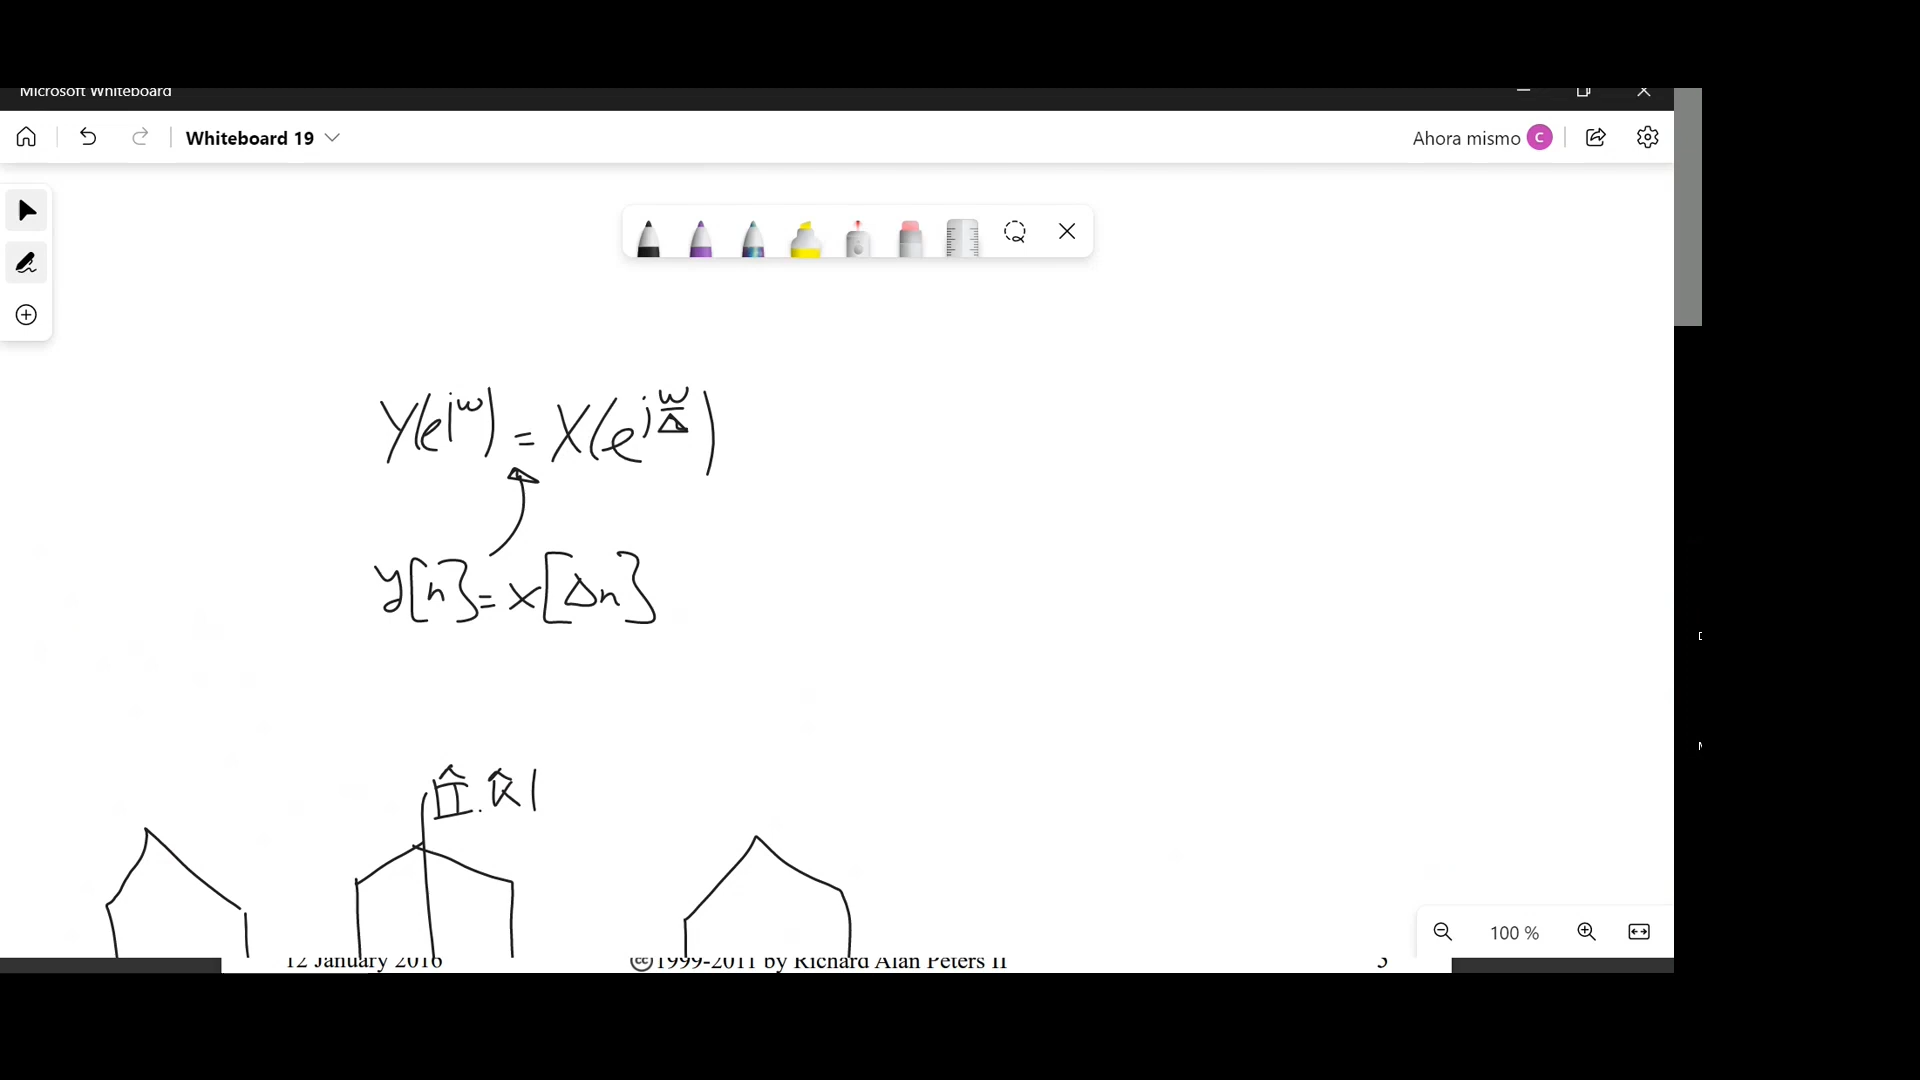 Microsoft Whiteboard
Whiteboard 19
Ahora mismo C
Y(e^{jω}) = X(e^{j\frac{ω}{Δ}})
y[n] = x[Δn]
100 %
12 January 2016
1999-2011 by Richard Alan Peters II